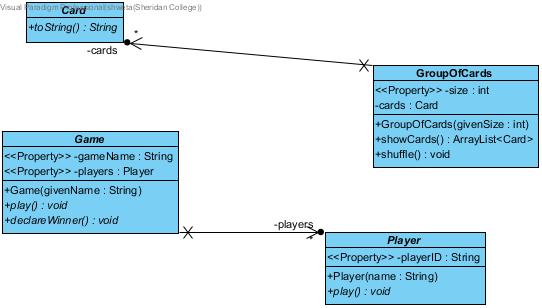 Visual Paradigm Professional(shweta(Sheridan College))
Card
+toString() : String
-cards
*
GroupOfCards
<<Property>> -size : int
-cards : Card
+GroupOfCards(givenSize : int)
+showCards() : ArrayList<Card>
+shuffle() : void
Game
<<Property>> -gameName : String
<<Property>> -players : Player
+Game(givenName : String)
+play() : void
+declareWinner() : void
-players
*
Player
<<Property>> -playerID : String
+Player(name : String)
+play() : void